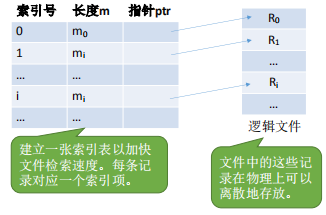 索引号 长度m 指针ptr
0 m₀
1 mᵢ
... ...
i mᵢ
... ...
R₀
R₁
...
Rᵢ
...
逻辑文件
建立一张索引表以加快
文件检索速度。每条记
录对应一个索引项。
文件中的这些记
录在物理上可以
离散地存放。